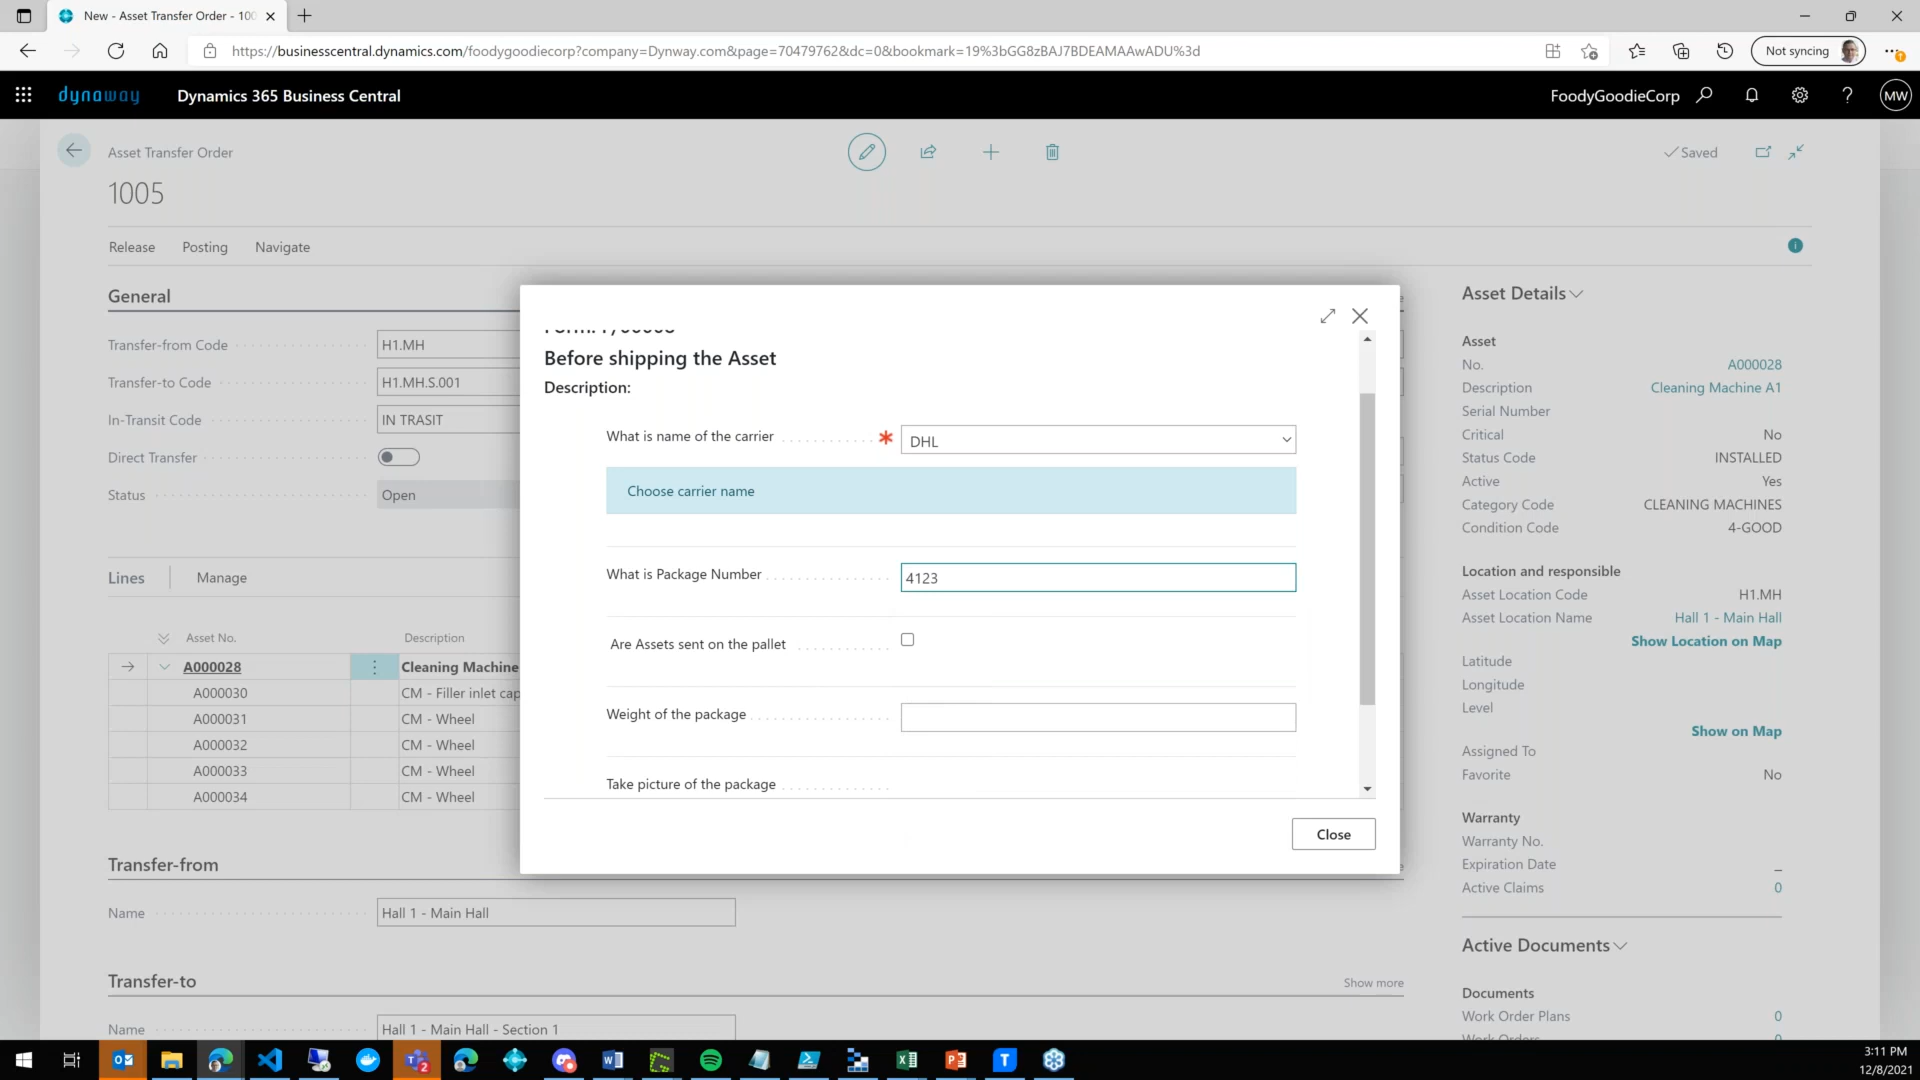 New - Asset Transfer Order - 100
https://businesscentral.dynamics.com/foodygoodiecorp?company=Dynway.com&page=70479762&dc=0&bookmark=19%3bGG8zBAJ7BDEAMAAwADU%3d
Not syncing
dynaway
Dynamics 365 Business Central
FoodyGoodieCorp
?
MW
Asset Transfer Order
Saved
1005
Release
Posting
Navigate
General
Transfer-from Code
H1.MH
Transfer-to Code
H1.MH.S.001
In-Transit Code
IN TRASIT
Direct Transfer
Status
Open
Lines
Manage
Asset No.
Description
A000028
Cleaning Machine
A000030
CM - Filler inlet cap
A000031
CM - Wheel
A000032
CM - Wheel
A000033
CM - Wheel
A000034
CM - Wheel
Transfer-from
Name
Hall 1 - Main Hall
Transfer-to
Show more
Name
Hall 1 - Main Hall - Section 1
Before shipping the Asset
Description:
What is name of the carrier
DHL
Choose carrier name
What is Package Number
4123
Are Assets sent on the pallet
Weight of the package
Take picture of the package
Close
Asset Details
Asset
No.
A000028
Description
Cleaning Machine A1
Serial Number
Critical
No
Status Code
INSTALLED
Active
Yes
Category Code
CLEANING MACHINES
Condition Code
4-GOOD
Location and responsible
Asset Location Code
H1.MH
Asset Location Name
Hall 1 - Main Hall
Show Location on Map
Latitude
Longitude
Level
Show on Map
Assigned To
Favorite
No
Warranty
Warranty No.
Expiration Date
_
Active Claims
0
Active Documents
Documents
Work Order Plans
0
Work Orders
0
3:11 PM
12/8/2021